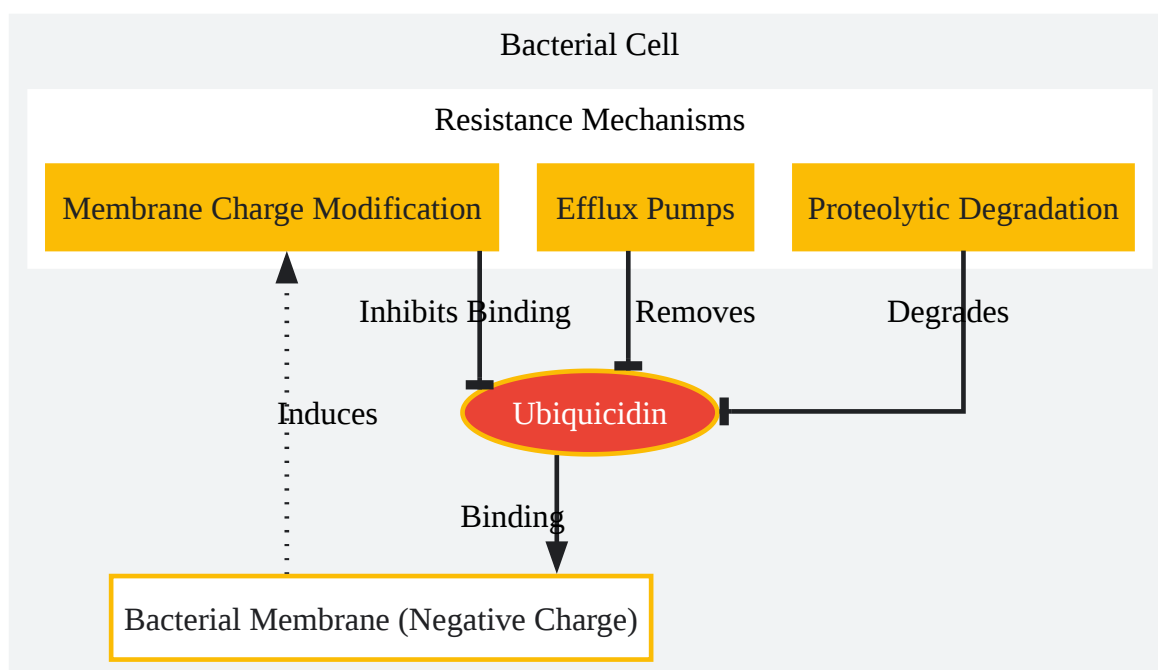 Bacterial Cell
Resistance Mechanisms
Membrane Charge Modification
Efflux Pumps
Proteolytic Degradation
Inhibits Binding
Removes
Degrades
Induces
Ubiquicidin
Binding
Bacterial Membrane (Negative Charge)